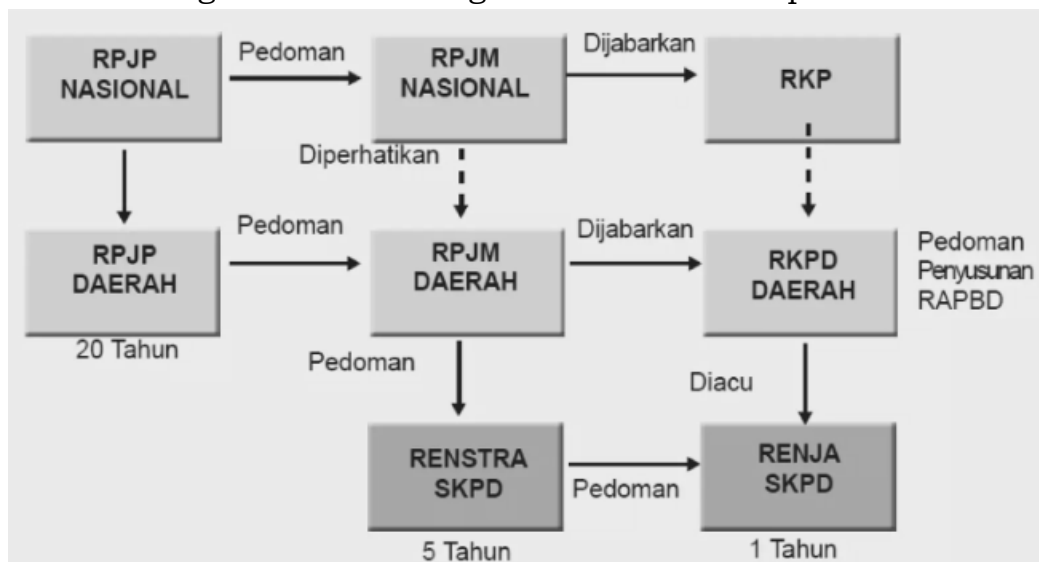 RPJP
NASIONAL
Pedoman
RPJM
NASIONAL
Dijabarkan
RKP
Diperhatikan
RPJP
DAERAH
20 Tahun
Pedoman
RPJM
DAERAH
Dijabarkan
RKPD
DAERAH
Pedoman
Penyusunan
RAPBD
Pedoman
Diacu
RENSTRA
SKPD
5 Tahun
Pedoman
RENJA
SKPD
1 Tahun